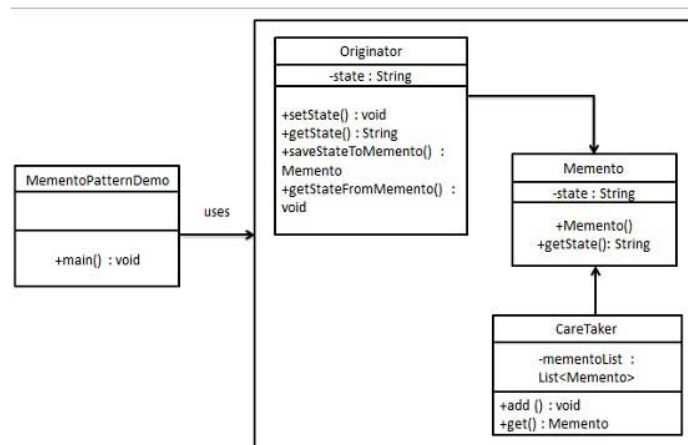 Originator
-state : String
+setState() : void
+getState() : String
+saveStateToMemento() :
Memento
+getStateFromMemento() :
void
MementoPatternDemo
+main() : void
uses
Memento
-state : String
+Memento()
+getState(): String
CareTaker
-mementoList :
List<Memento>
+add () : void
+get() : Memento